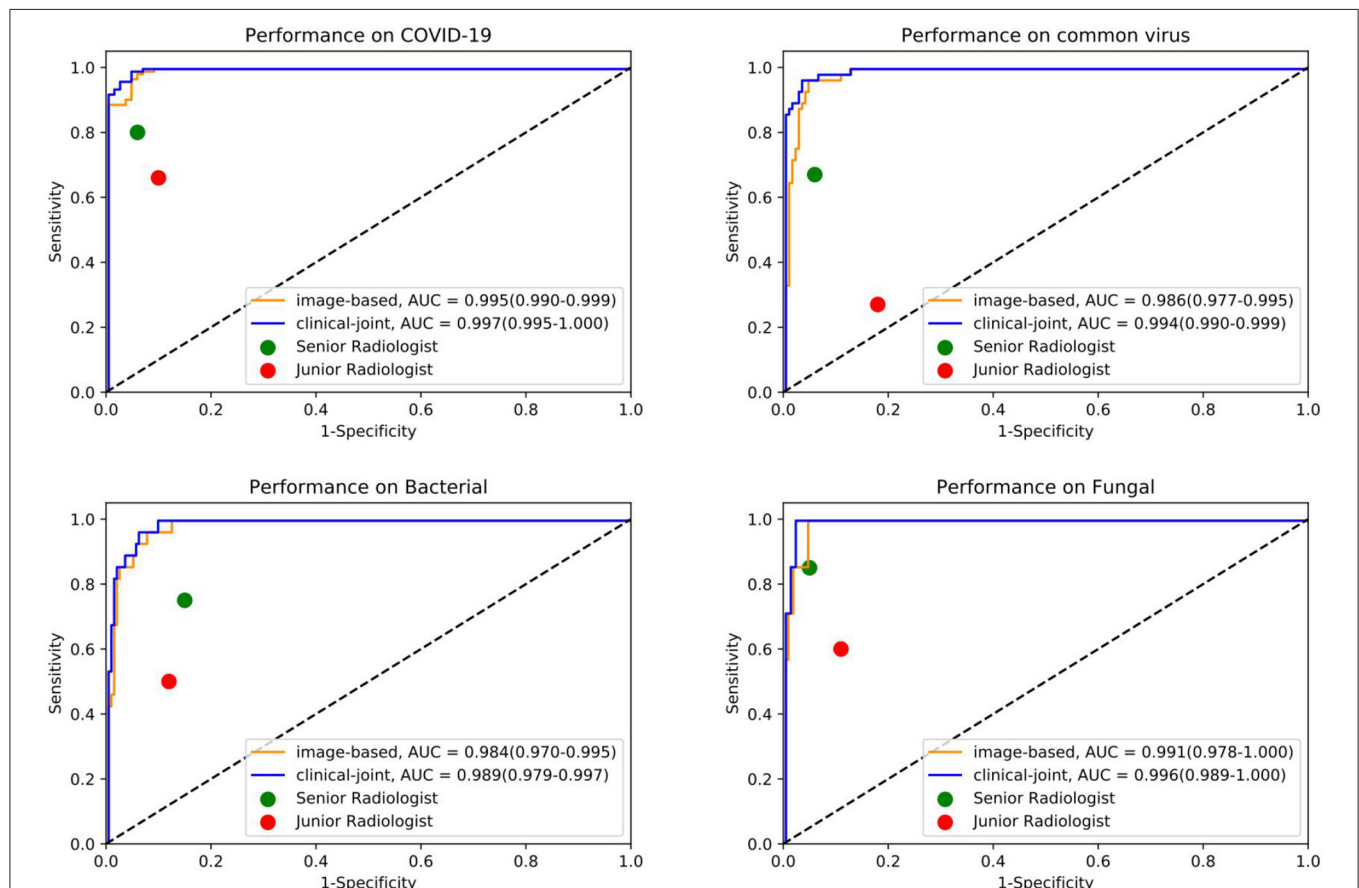 Performance on COVID-19
1.0
0.8
0.6
0.4
0.2
0.0
Sensitivity
image-based, AUC = 0.995(0.990-0.999)
clinical-joint, AUC = 0.997(0.995-1.000)
Senior Radiologist
Junior Radiologist
0.0 0.2 0.4 0.6 0.8 1.0
1-Specificity
Performance on common virus
1.0
0.8
0.6
0.4
0.2
0.0
Sensitivity
image-based, AUC = 0.986(0.977-0.995)
clinical-joint, AUC = 0.994(0.990-0.999)
Senior Radiologist
Junior Radiologist
0.0 0.2 0.4 0.6 0.8 1.0
1-Specificity
Performance on Bacterial
1.0
0.8
0.6
0.4
0.2
0.0
Sensitivity
image-based, AUC = 0.984(0.970-0.995)
clinical-joint, AUC = 0.989(0.979-0.997)
Senior Radiologist
Junior Radiologist
0.0 0.2 0.4 0.6 0.8 1.0
1-Specificity
Performance on Fungal
1.0
0.8
0.6
0.4
0.2
0.0
Sensitivity
image-based, AUC = 0.991(0.978-1.000)
clinical-joint, AUC = 0.996(0.989-1.000)
Senior Radiologist
Junior Radiologist
0.0 0.2 0.4 0.6 0.8 1.0
1-Specificity